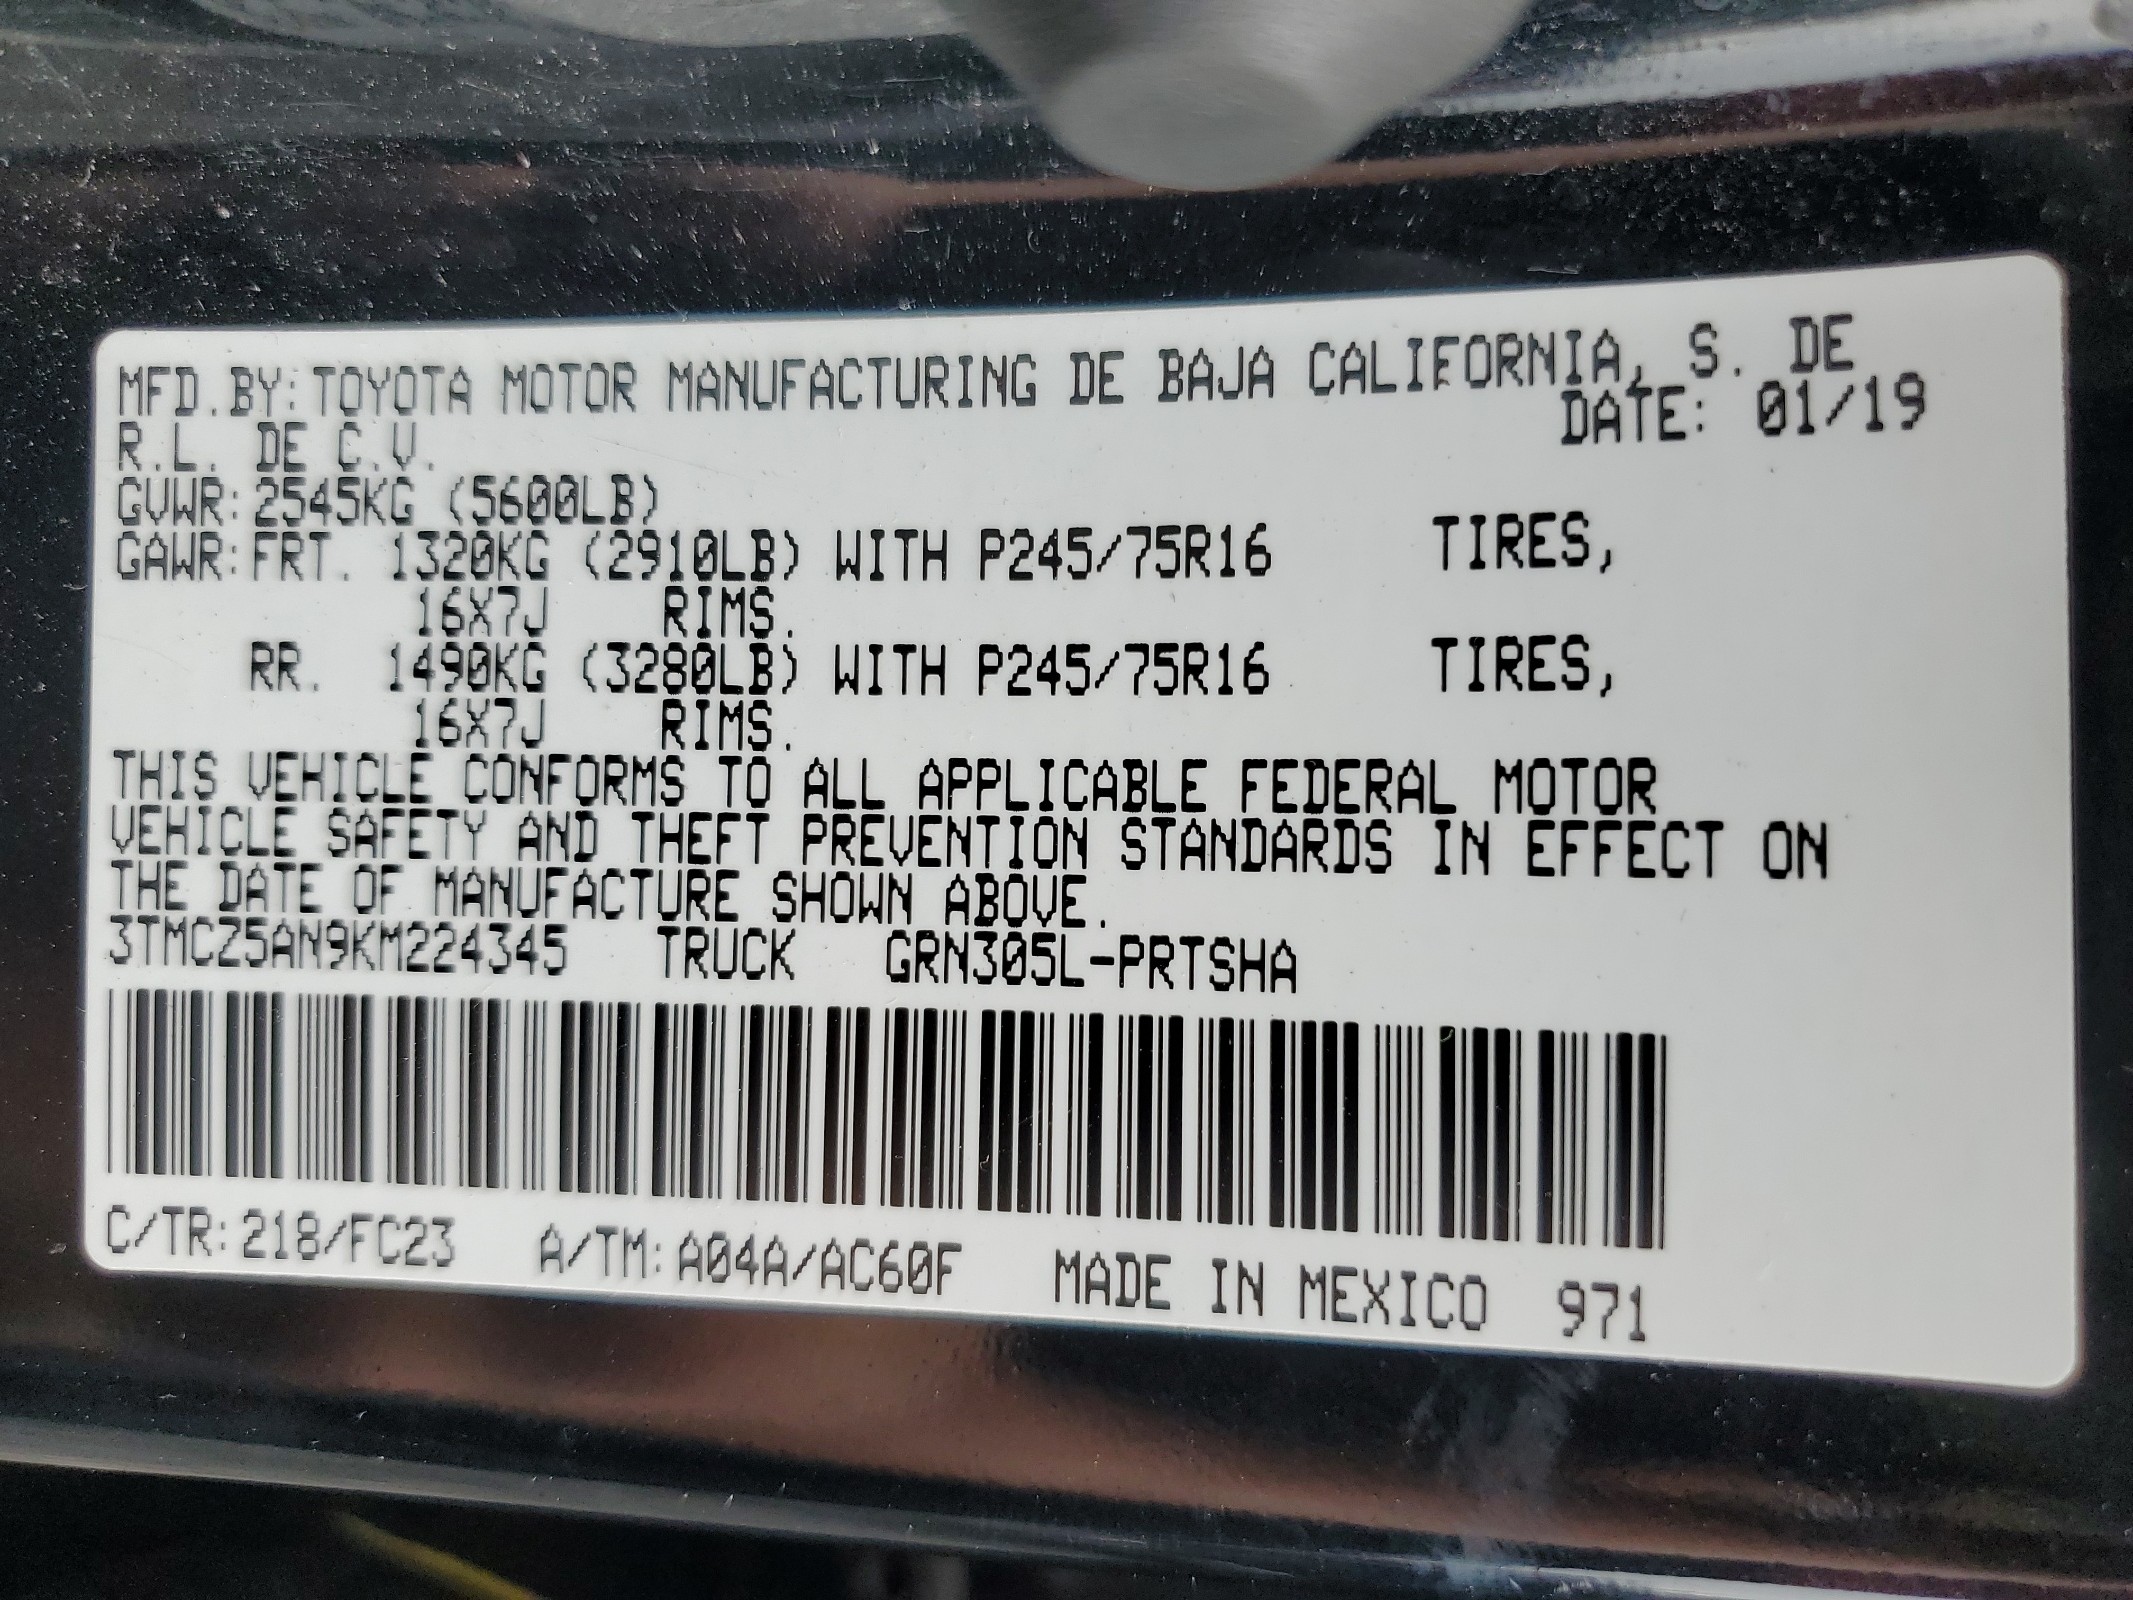 MFD.BY:TOYOTA MOTOR MANUFACTURING DE BAJA CALIFORNIA, S. DE
R.L. DE C.V. DATE: 01/19
GVWR:2545KG (5600LB)
GAWR:FRT. 1320KG (2910LB) WITH P245/75R16 TIRES,
16X7J RIMS.
RR. 1490KG (3280LB) WITH P245/75R16 TIRES,
16X7J RIMS.
THIS VEHICLE CONFORMS TO ALL APPLICABLE FEDERAL MOTOR
VEHICLE SAFETY AND THEFT PREVENTION STANDARDS IN EFFECT ON
THE DATE OF MANUFACTURE SHOWN ABOVE.
3TMCZ5AN9KM224345 TRUCK GRN305L-PRTSHA
C/TR:218/FC23 A/TM:A04A/AC60F MADE IN MEXICO 971